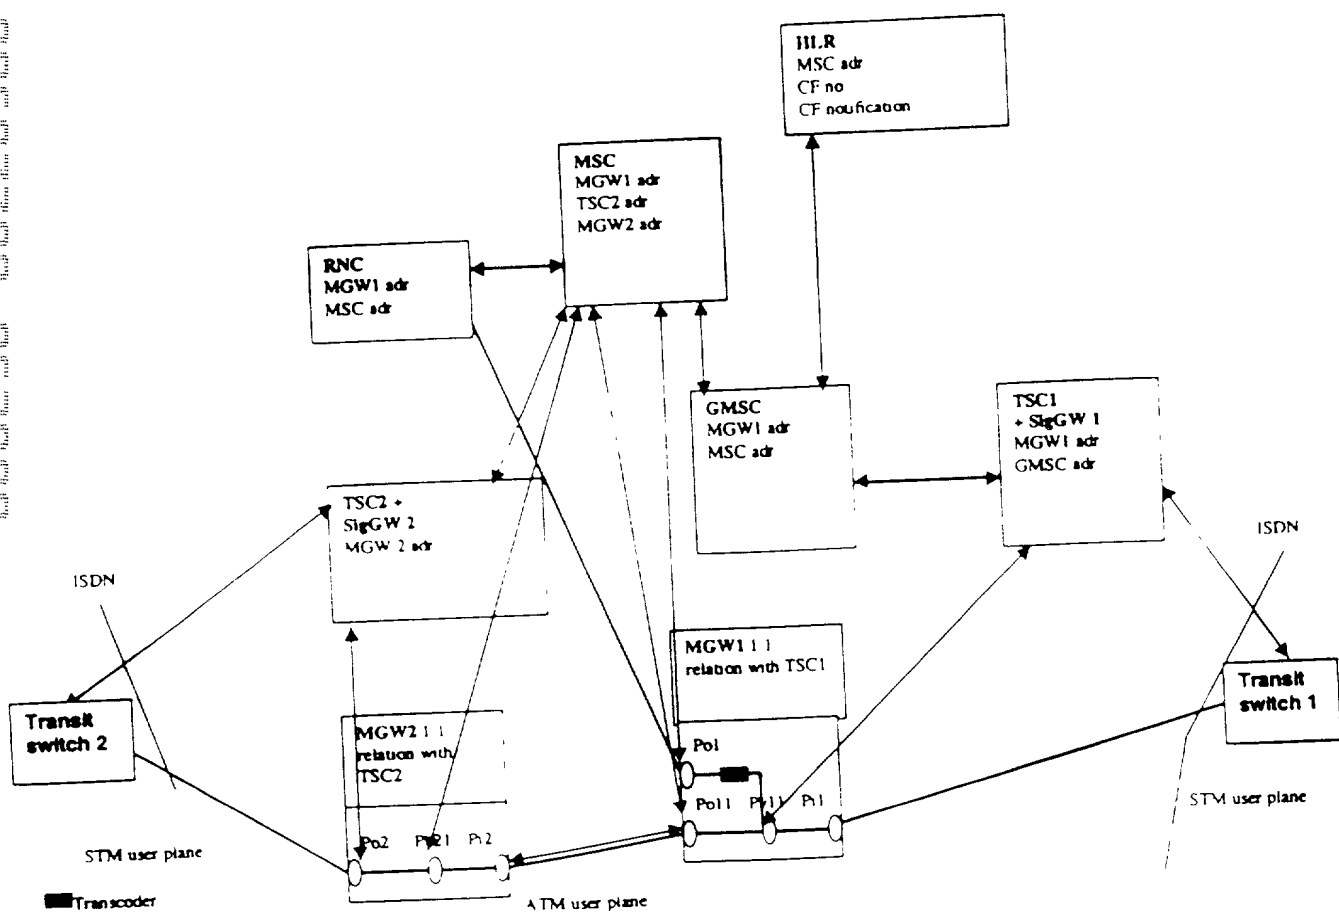 HLR
MSC adr
CF no
CF notification
MSC
MGW1 adr
TSC2 adr
MGW2 adr
RNC
MGW1 adr
MSC adr
GMSC
MGW1 adr
MSC adr
TSC1
+ SigGW 1
MGW1 adr
GMSC adr
TSC2 +
SigGW 2
MGW 2 adr
ISDN
ISDN
MGW1 1 1
relation with TSC1
Transit
switch 1
Transit
switch 2
MGW2 1 1
relation with
TSC2
Po1
Po11
Pi1
Po2
Pi2
STM user plane
STM user plane
Transcoder
ATM user plane